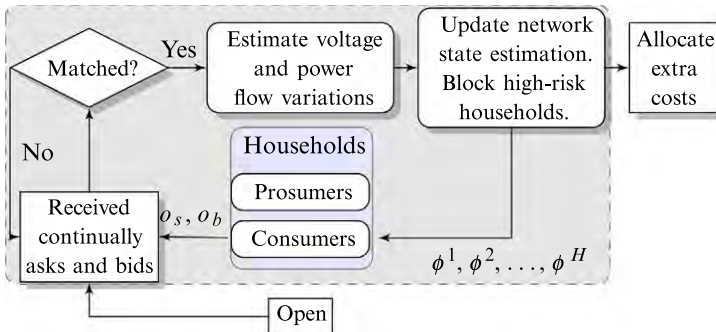 Matched?
Yes
Estimate voltage
and power
flow variations
Update network
state estimation.
Block high-risk
households.
Allocate
extra
costs
No
Households
Prosumers
Consumers
Received
continually
asks and bids
o_s, o_b
ϕ^1, ϕ^2, . . . , ϕ^H
Open